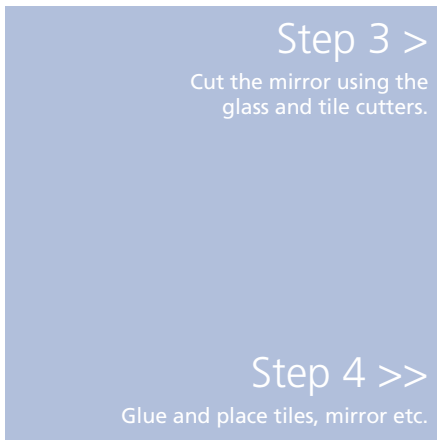 Step 3 >
Cut the mirror using the
glass and tile cutters.
Step 4 >>
Glue and place tiles, mirror etc.